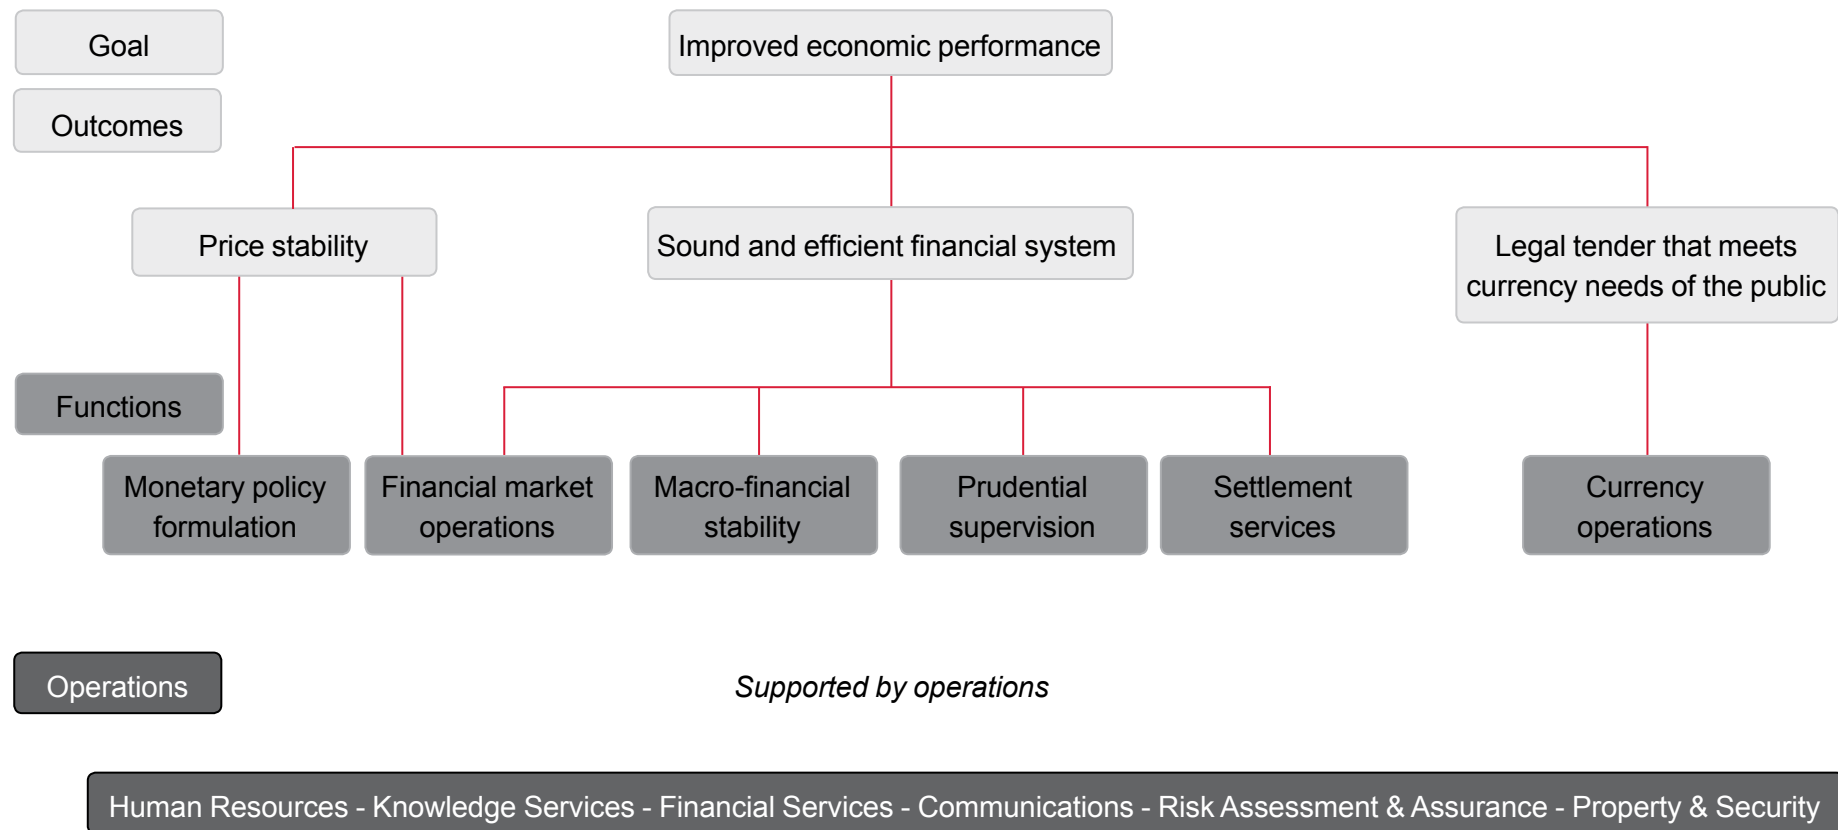 Goal
Improved economic performance
Outcomes
Price stability
Sound and efficient financial system
Legal tender that meets
currency needs of the public
Functions
Monetary policy
formulation
Financial market
operations
Macro-financial
stability
Prudential
supervision
Settlement
services
Currency
operations
Operations
Supported by operations
Human Resources - Knowledge Services - Financial Services - Communications - Risk Assessment & Assurance - Property & Security